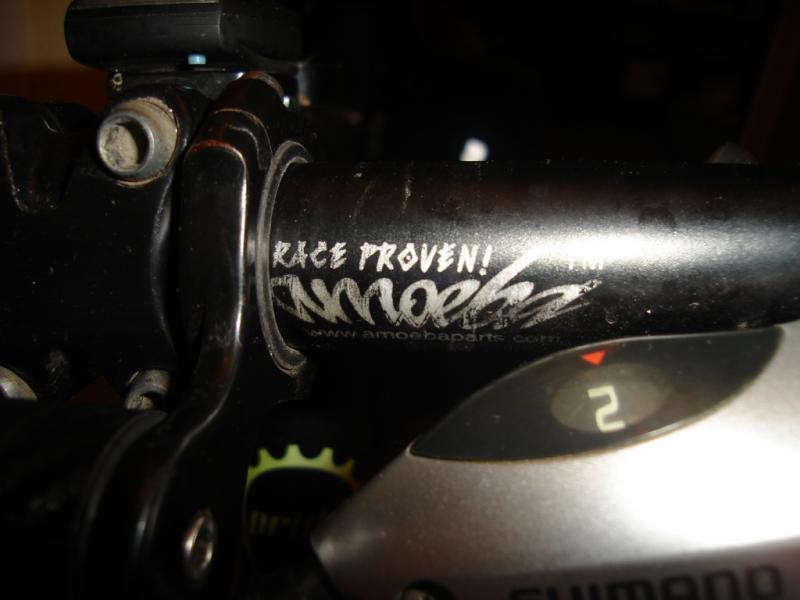 RACE PROVEN!
amoeba TM
www.amoebaparts.com
2
SHIMANO